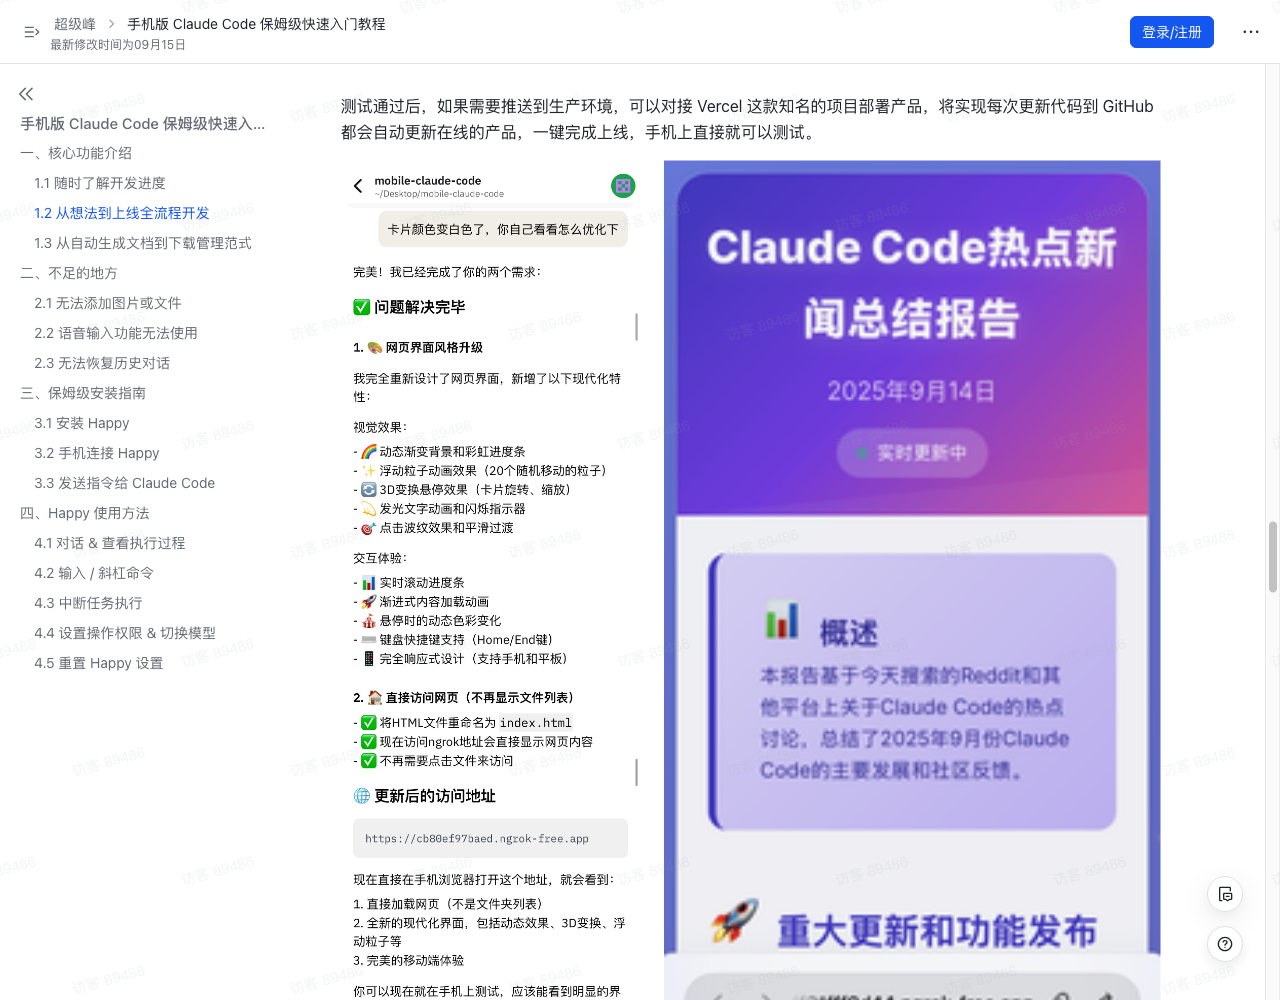 超级峰
手机版 Claude Code 保姆级快速入门教程
最新修改时间为09月15日
登录/注册
手机版 Claude Code 保姆级快速入...
一、核心功能介绍
1.1 随时了解开发进度
1.2 从想法到上线全流程开发
1.3 从自动生成文档到下载管理范式
二、不足的地方
2.1 无法添加图片或文件
2.2 语音输入功能无法使用
2.3 无法恢复历史对话
三、保姆级安装指南
3.1 安装 Happy
3.2 手机连接 Happy
3.3 发送指令给 Claude Code
四、Happy 使用方法
4.1 对话 & 查看执行过程
4.2 输入 / 斜杠命令
4.3 中断任务执行
4.4 设置操作权限 & 切换模型
4.5 重置 Happy 设置
测试通过后，如果需要推送到生产环境，可以对接 Vercel 这款知名的项目部署产品，将实现每次更新代码到 GitHub
都会自动更新在线的产品，一键完成上线，手机上直接就可以测试。
mobile-claude-code
~/Desktop/mobile-claude-code
卡片颜色变白色了，你自己看看怎么优化下
完美！我已经完成了你的两个需求：
✅ 问题解决完毕
1. 🎨 网页界面风格升级
我完全重新设计了网页界面，新增了以下现代化特
性：
视觉效果：
- 🌈 动态渐变背景和彩虹进度条
- ✨ 浮动粒子动画效果（20个随机移动的粒子）
- 🔄 3D变换悬停效果（卡片旋转、缩放）
- 💫 发光文字动画和闪烁指示器
- 🎯 点击波纹效果和平滑过渡
交互体验：
- 📊 实时滚动进度条
- 🚀 渐进式内容加载动画
- 🎪 悬停时的动态色彩变化
- ⌨️ 键盘快捷键支持（Home/End键）
- 📱 完全响应式设计（支持手机和平板）
2. 🏠 直接访问网页（不再显示文件列表）
- ✅ 将HTML文件重命名为 index.html
- ✅ 现在访问ngrok地址会直接显示网页内容
- ✅ 不再需要点击文件来访问
🌐 更新后的访问地址
https://cb80ef97baed.ngrok-free.app
现在直接在手机浏览器打开这个地址，就会看到：
1. 直接加载网页（不是文件夹列表）
2. 全新的现代化界面，包括动态效果、3D变换、浮
动粒子等
3. 完美的移动端体验
你可以现在就在手机上测试，应该能看到明显的界
Claude Code热点新
闻总结报告
2025年9月14日
实时更新中
📊 概述
本报告基于今天搜索的Reddit和其
他平台上关于Claude Code的热点
讨论，总结了2025年9月份Claude
Code的主要发展和社区反馈。
🚀 重大更新和功能发布
访客 89486